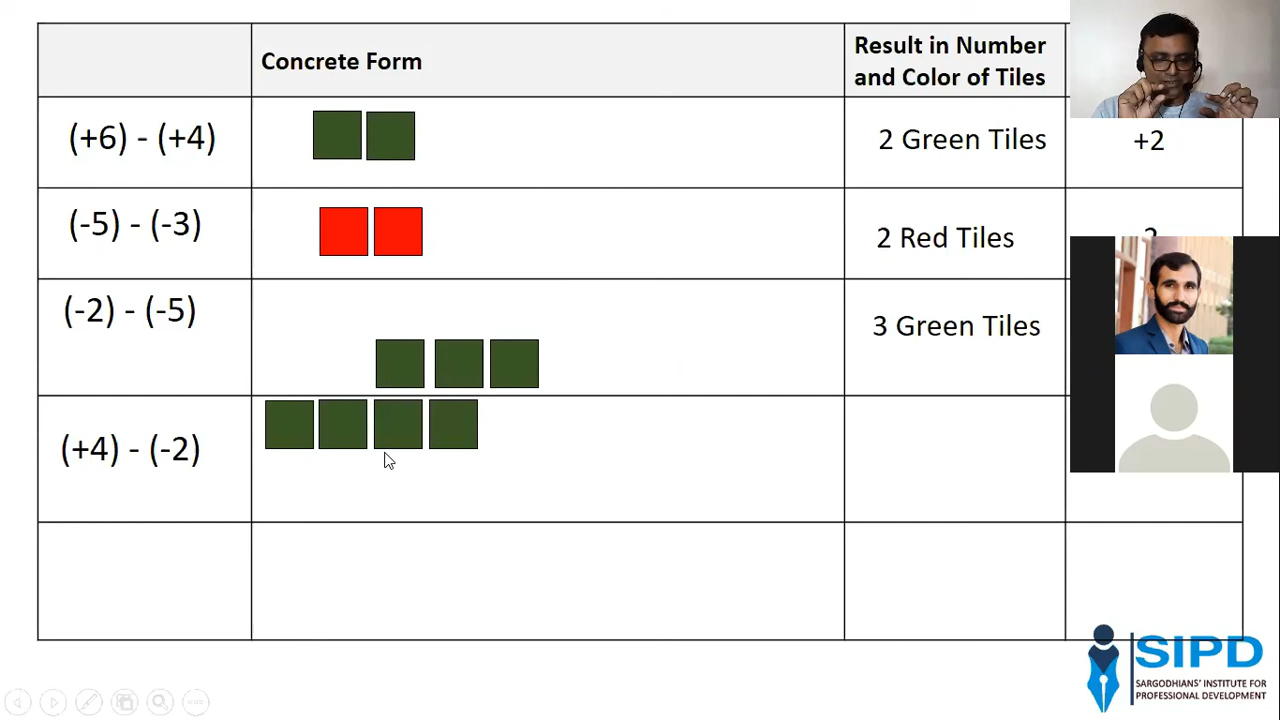 Concrete Form
Result in Number
and Color of Tiles
(+6) - (+4)
2 Green Tiles
+2
(-5) - (-3)
2 Red Tiles
(-2) - (-5)
3 Green Tiles
(+4) - (-2)
SIPD
SARGODHIANS' INSTITUTE FOR
PROFESSIONAL DEVELOPMENT